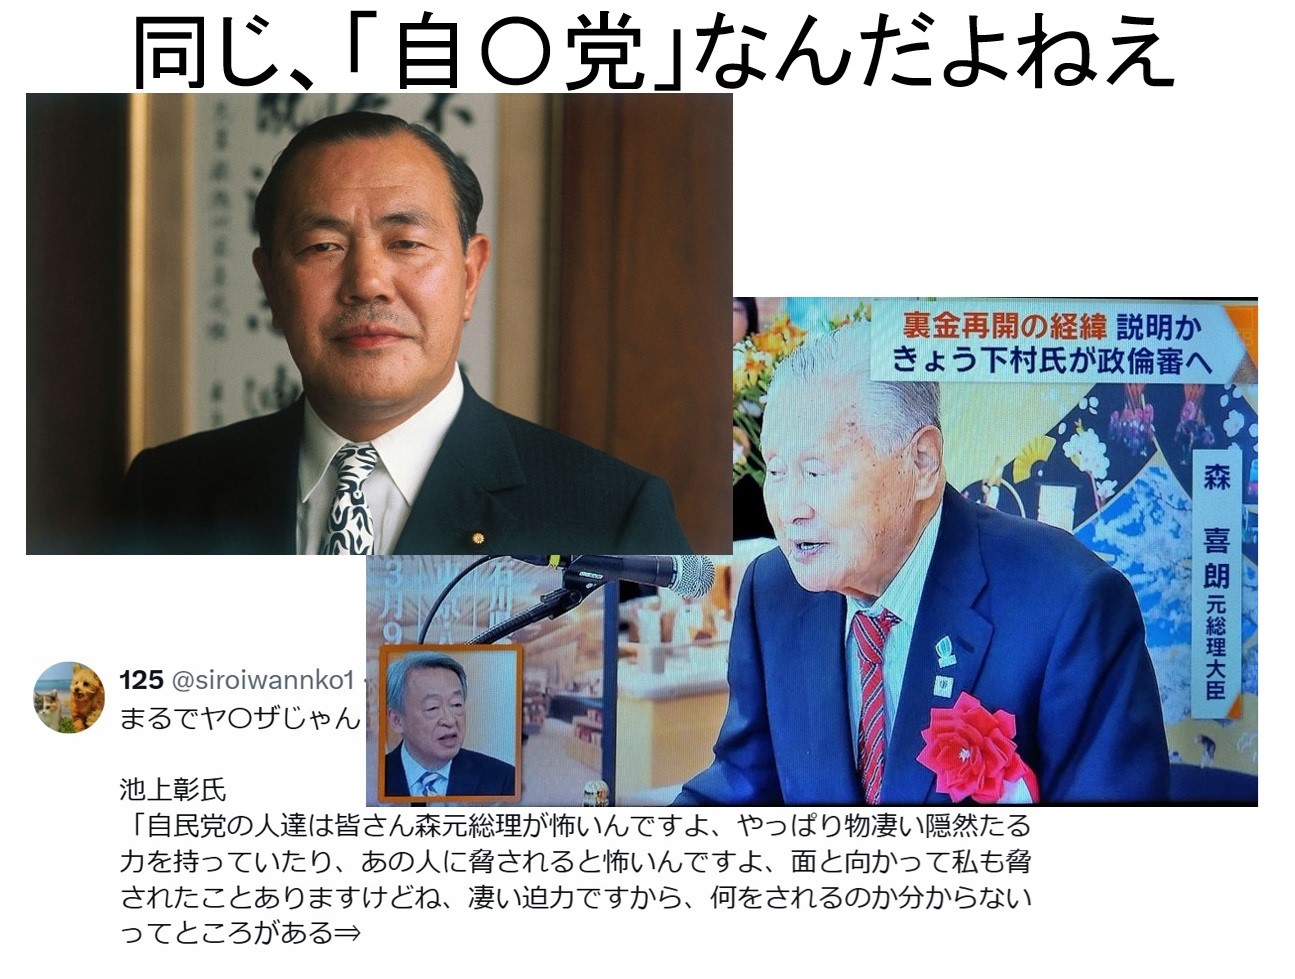 同じ、「自〇党」なんだよねえ
裏金再開の経緯 説明か
きょう下村氏が政倫審へ
森 喜朗 元総理大臣
3月9
125 @siroiwannko1
まるでヤ〇ザじゃん
池上彰氏
「自民党の人達は皆さん森元総理が怖いんですよ、やっぱり物凄い隠然たる
力を持っていたり、あの人に脅されると怖いんですよ、面と向かって私も脅
されたことありますけどね、凄い迫力ですから、何をされるのか分からない
ってところがある⇒